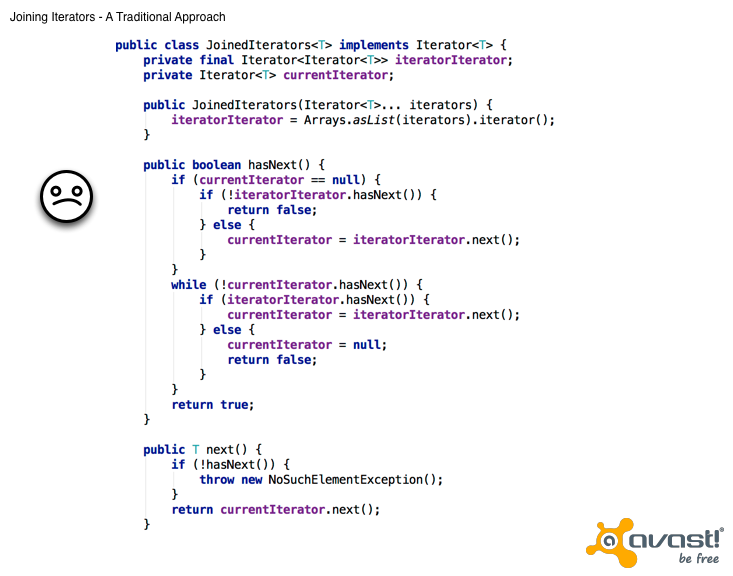 Joining Iterators - A Traditional Approach
public class JoinedIterators<T> implements Iterator<T> {
    private final Iterator<Iterator<T>> iteratorIterator;
    private Iterator<T> currentIterator;

    public JoinedIterators(Iterator<T>... iterators) {
        iteratorIterator = Arrays.asList(iterators).iterator();
    }

    public boolean hasNext() {
        if (currentIterator == null) {
            if (!iteratorIterator.hasNext()) {
                return false;
            } else {
                currentIterator = iteratorIterator.next();
            }
        }
        while (!currentIterator.hasNext()) {
            if (iteratorIterator.hasNext()) {
                currentIterator = iteratorIterator.next();
            } else {
                currentIterator = null;
                return false;
            }
        }
        return true;
    }

    public T next() {
        if (!hasNext()) {
            throw new NoSuchElementException();
        }
        return currentIterator.next();
    }
@ avast!®
be free